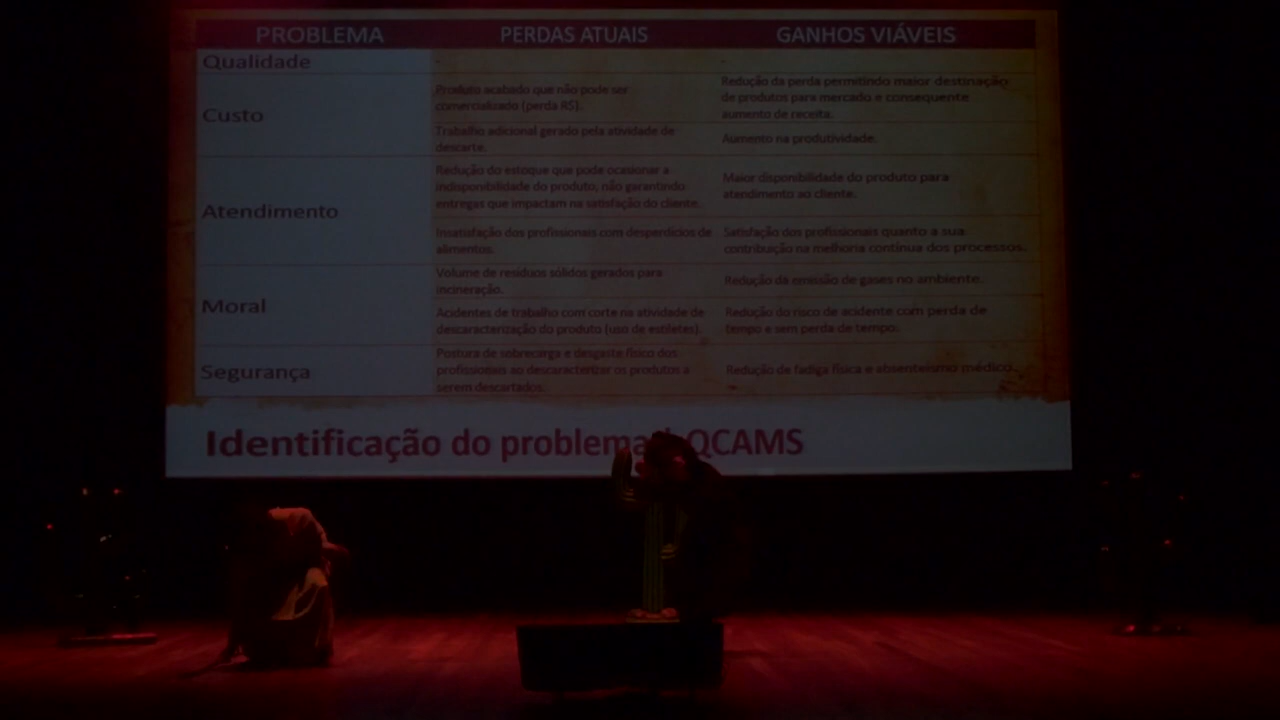 PROBLEMA PERDAS ATUAIS GANHOS VIÁVEIS
Qualidade
Custo
Produto acabado que não pode ser
comercializado (perda R$).
Redução da perda permitindo maior destinação
de produtos para mercado e consequente
aumento de receita.
Trabalho adicional gerado pela atividade de
descarte.
Aumento na produtividade.
Atendimento
Redução do estoque que pode ocasionar a
indisponibilidade do produto, não garantindo
entregas que impactam na satisfação do cliente.
Maior disponibilidade do produto para
atendimento ao cliente.
Insatisfação dos profissionais com desperdícios de
alimentos.
Satisfação dos profissionais quanto a sua
contribuição na melhoria contínua dos processos.
Moral
Volume de resíduos sólidos gerados para
incineração.
Redução da emissão de gases no ambiente.
Acidentes de trabalho com corte na atividade de
descaracterização do produto (uso de estiletes).
Redução do risco de acidente com perda de
tempo e sem perda de tempo.
Segurança
Postura de sobrecarga e desgaste físico dos
profissionais ao descaracterizar os produtos a
serem descartados.
Redução de fadiga física e absenteísmo médico.
Identificação do problema QCAMS